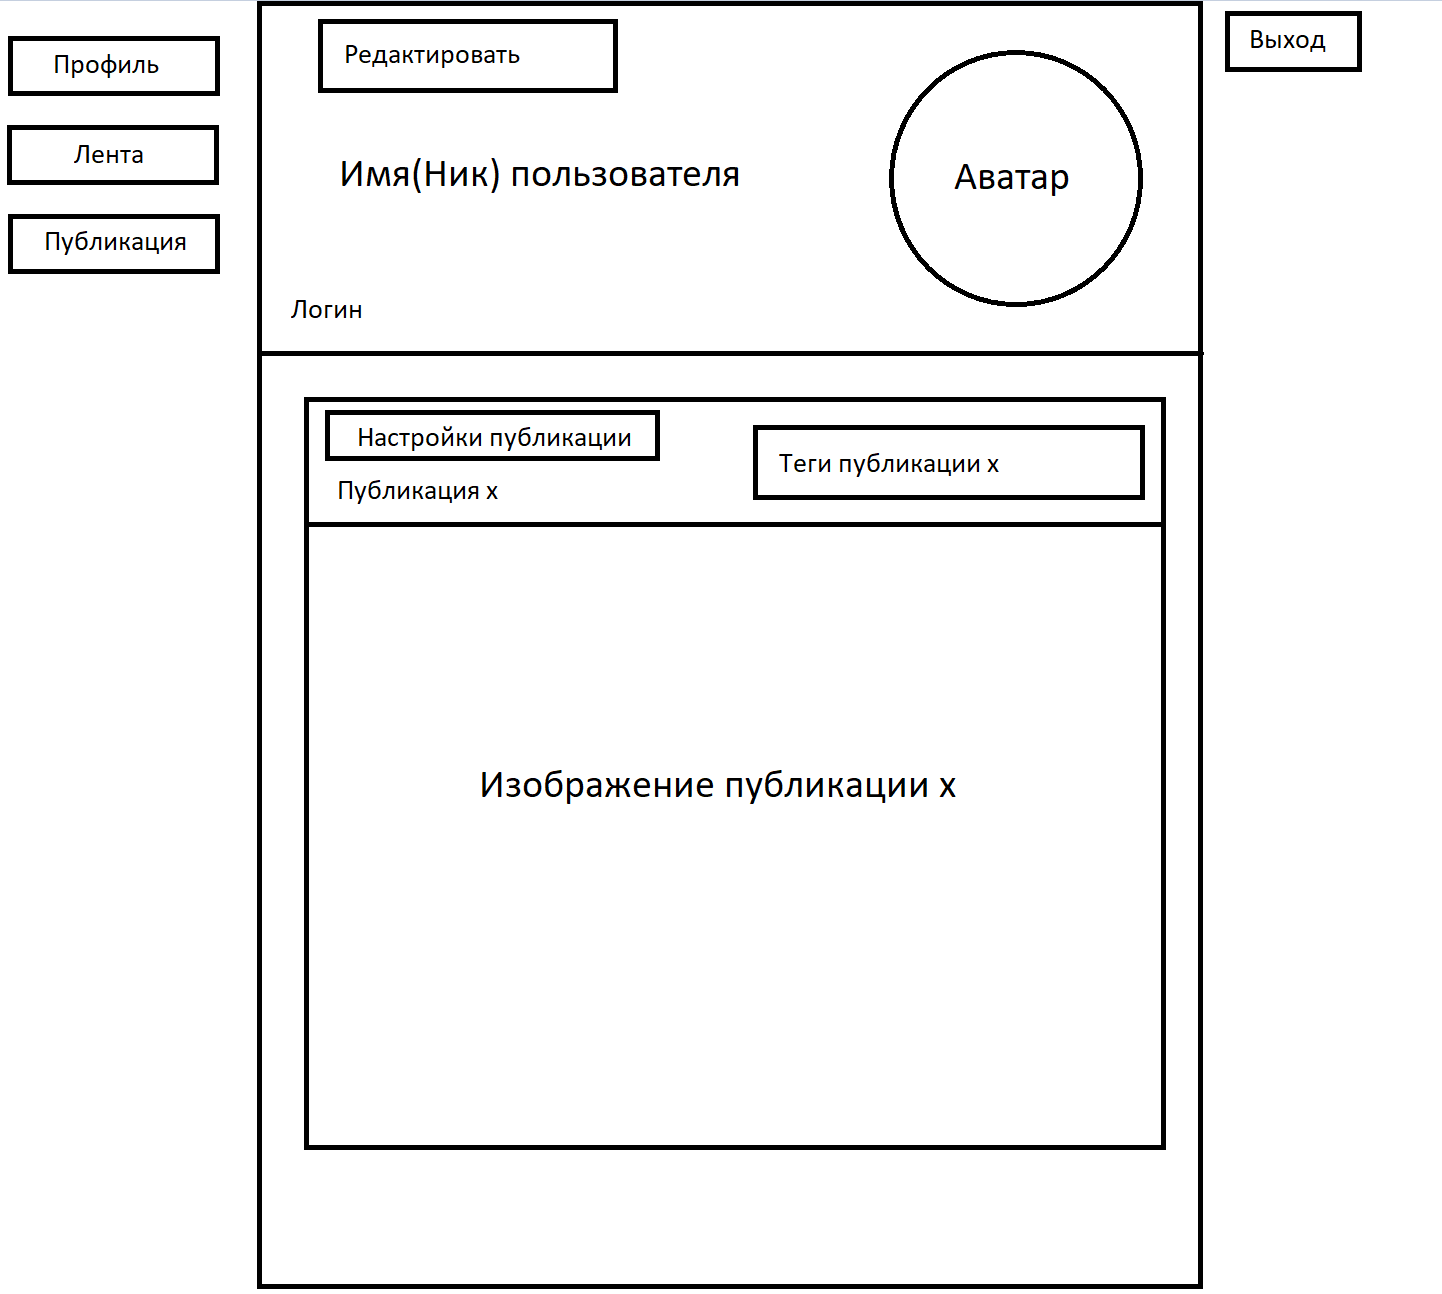 Профиль
Лента
Публикация
Редактировать
Имя(Ник) пользователя
Аватар
Логин
Выход
Настройки публикации
Теги публикации х
Публикация х
Изображение публикации х